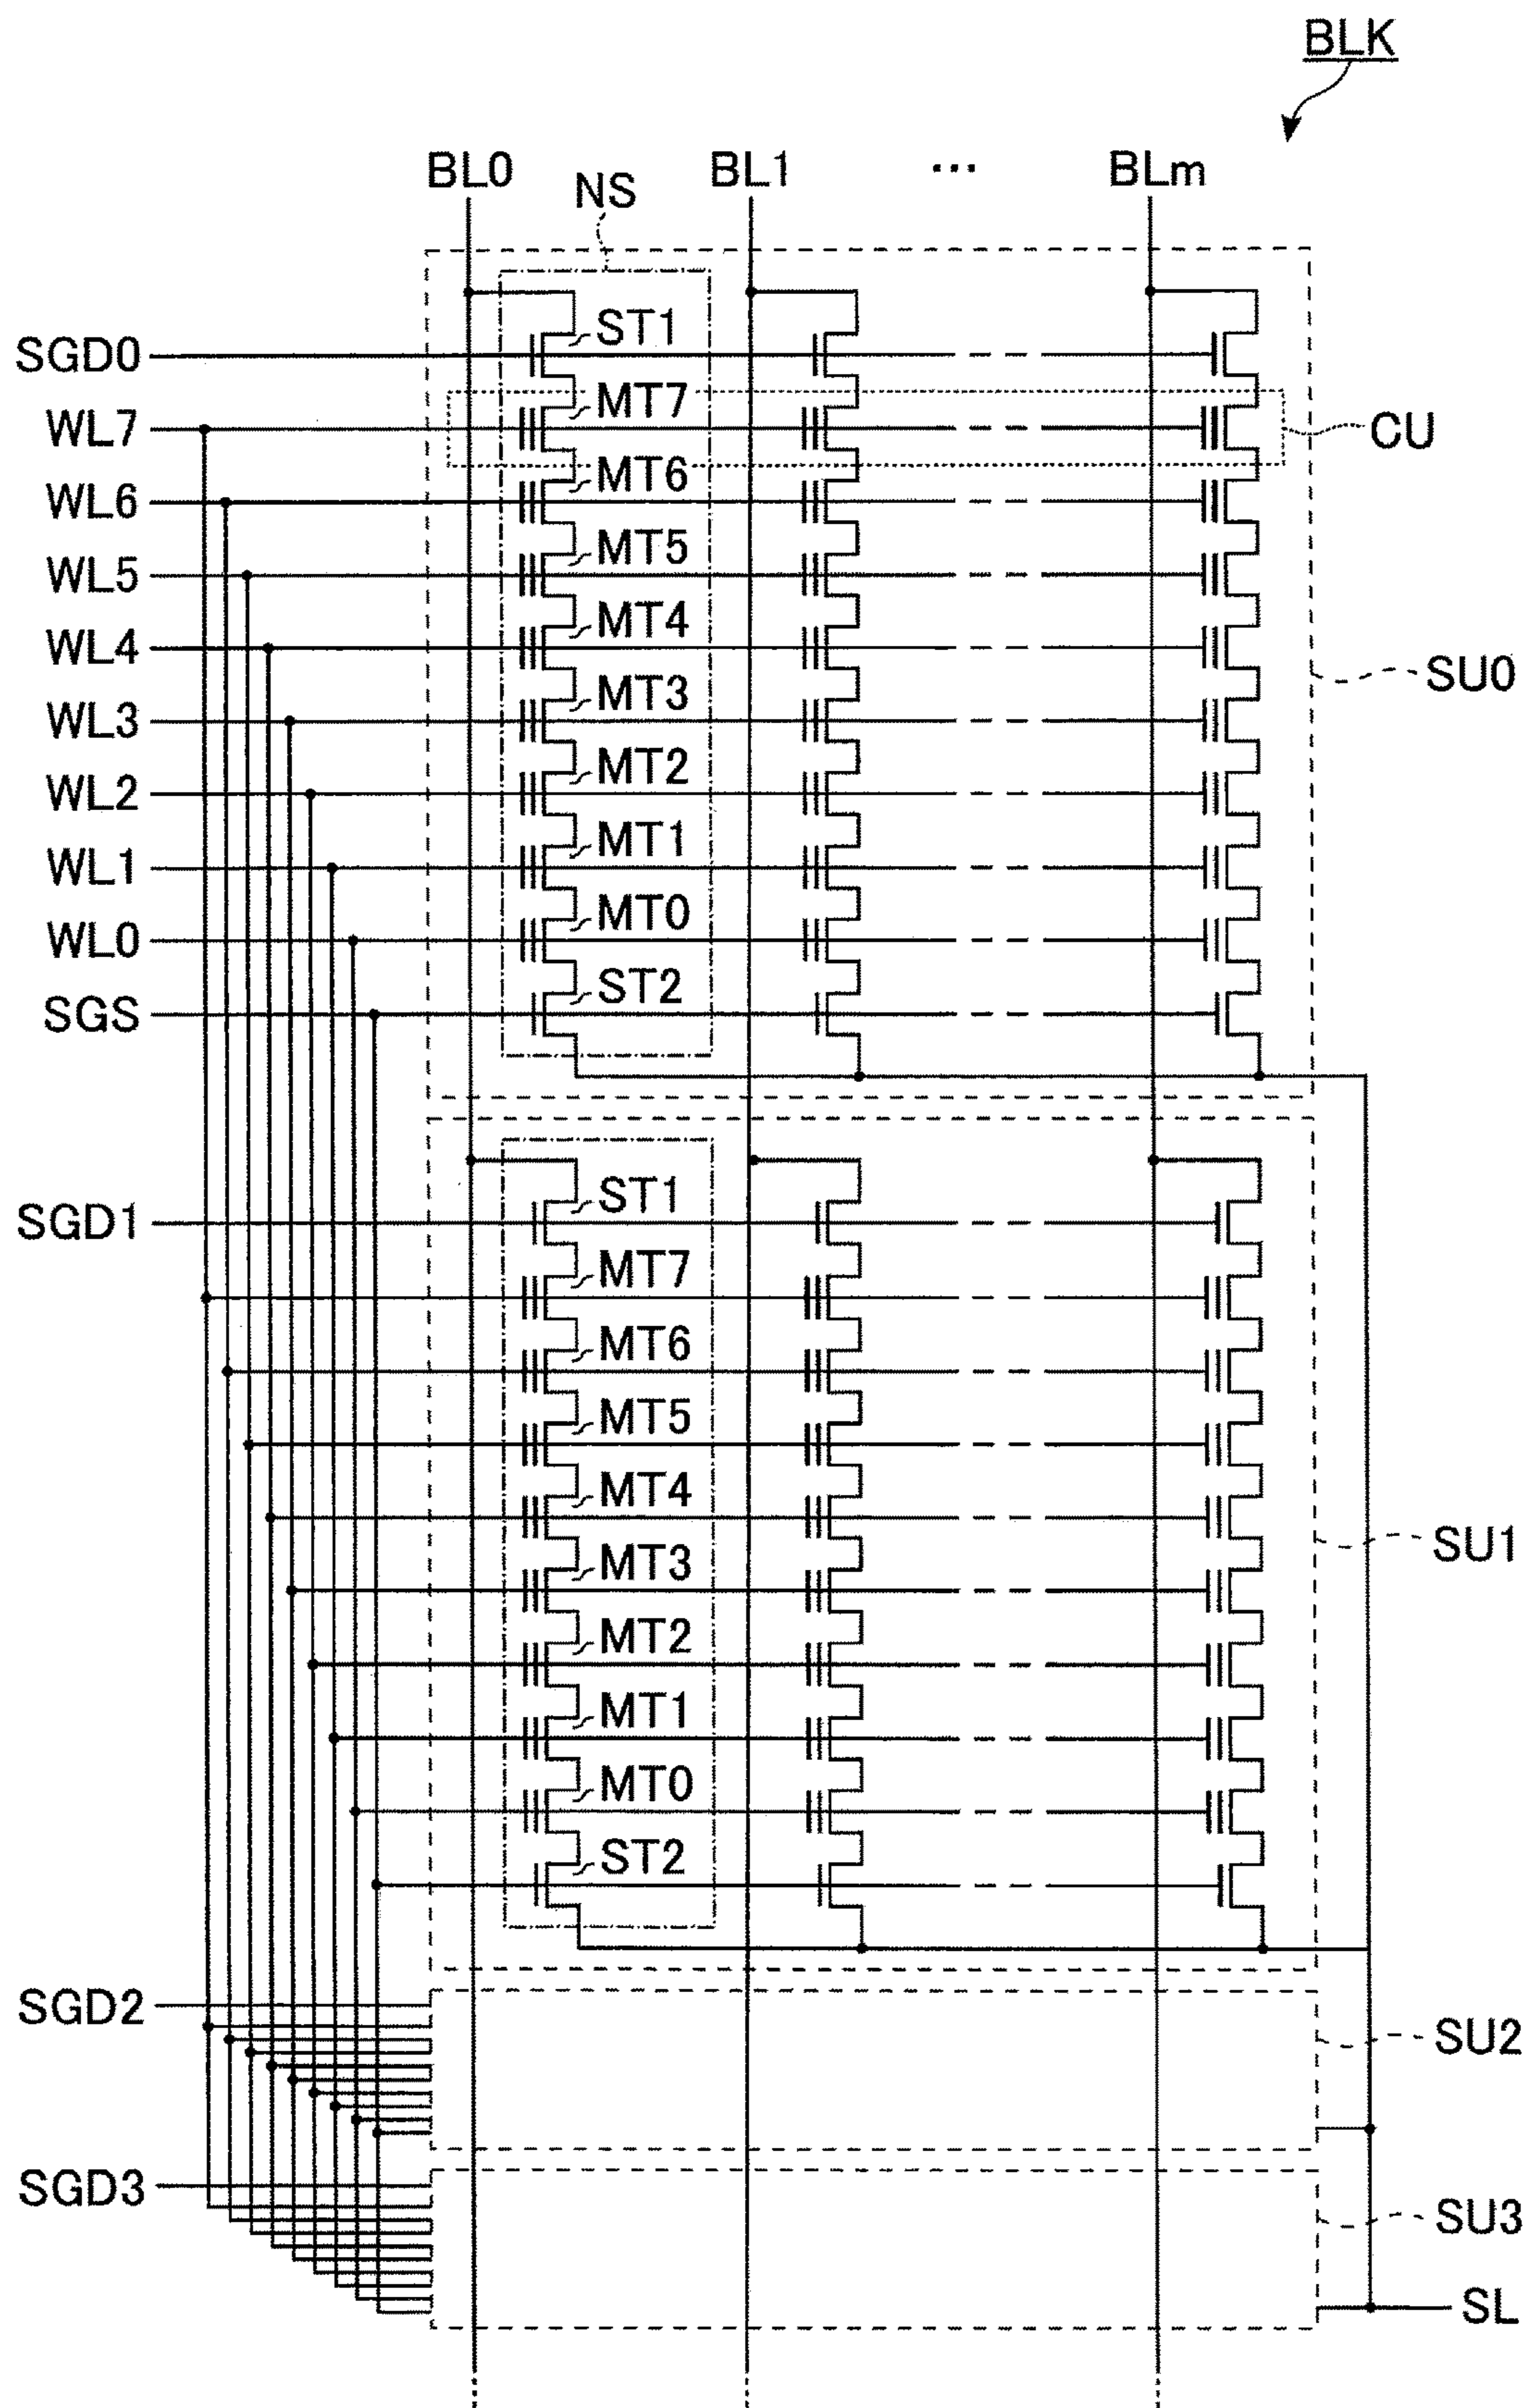 BLK
BL0 NS BL1 ... BLm
SGD0 ST1
WL7 MT7 CU
WL6 MT6
WL5 MT5
WL4 MT4
SU0
WL3 MT3
WL2 MT2
WL1 MT1
WL0 MT0
SGS ST2
SGD1 ST1
MT7
MT6
MT5
MT4
SU1
MT3
MT2
MT1
MT0
ST2
SGD2
SU2
SGD3
SU3
SL